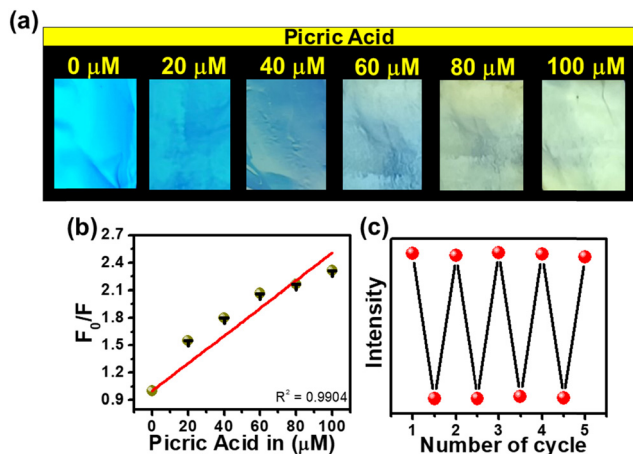 (a)
Picric Acid
0 μM 20 μM 40 μM 60 μM 80 μM 100 μM
(b)
2.7
2.4
2.1
1.8
1.5
1.2
0.9
F₀/F
R² = 0.9904
0 20 40 60 80 100
Picric Acid in (μM)
(c)
Intensity
1 2 3 4 5
Number of cycle